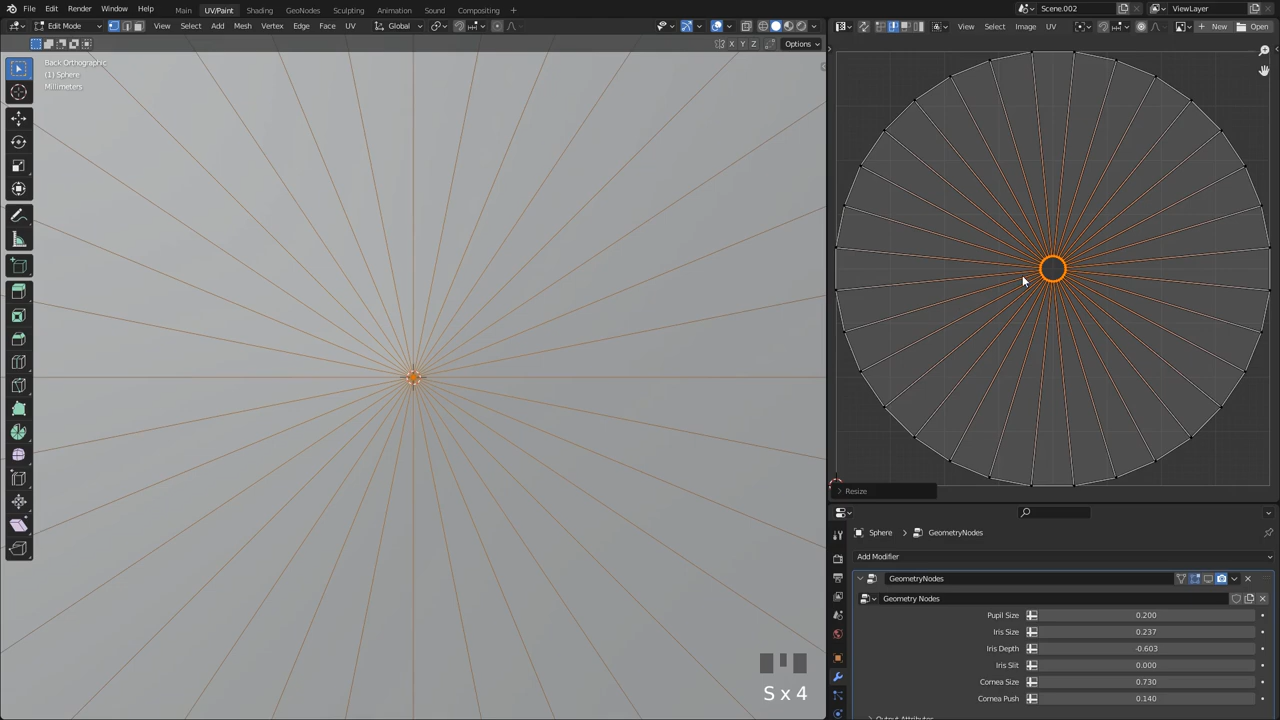 File Edit Render Window Help Main UV/Paint Shading GeoNodes Sculpting Animation Sound Compositing Scene.002 ViewLayer
Edit Mode View Select Add Mesh Vertex Edge Face UV Global View Select Image UV New Open
X Y Z Options
Back Orthographic
(1) Sphere
Millimeters
Resize
Sphere GeometryNodes
Add Modifier
GeometryNodes
Geometry Nodes
Pupil Size 0.200
Iris Size 0.237
Iris Depth -0.603
Iris Slit 0.000
Cornea Size 0.730
Cornea Push 0.140
S x 4
Output Attributes